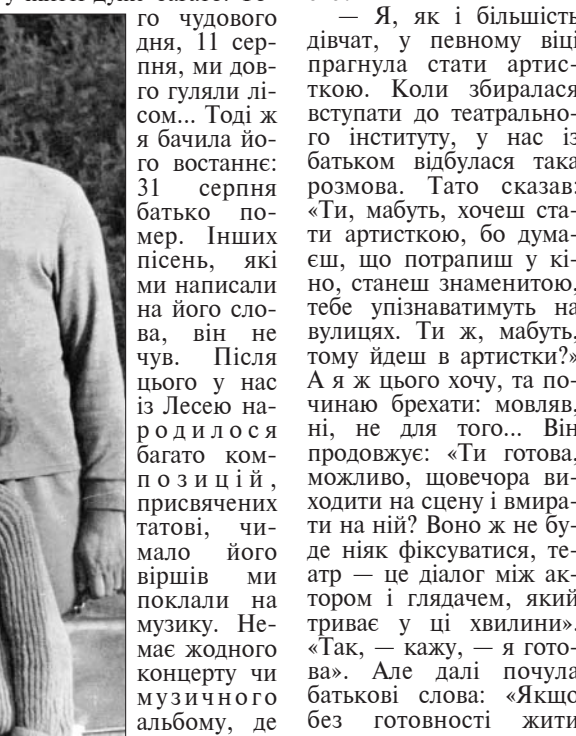 го чудового
дня, 11 сер-
пня, ми дов-
го гуляли лі-
сом... Тоді ж
я бачила йо-
го востаннє:
31 серпня
батько по-
мер. Інших
пісень, які
ми написали
на його сло-
ва, він не
чув. Після
цього у нас
із Лесею на-
родилося
багато ком-
позицій,
присвячених
татові, чи-
мало його
віршів ми
поклали на
музику. Не-
має жодного
концерту чи
музичного
альбому, де
— Я, як і більшість
дівчат, у певному віці
прагнула стати артис-
ткою. Коли збиралася
вступати до театрально-
го інституту, у нас із
батьком відбулася така
розмова. Тато сказав:
«Ти, мабуть, хочеш ста-
ти артисткою, бо дума-
єш, що потрапиш у кі-
но, станеш знаменитою,
тебе упізнаватимуть на
вулицях. Ти ж, мабуть,
тому йдеш в артистки?»
А я ж цього хочу, та по-
чинаю брехати: мовляв,
ні, не для того... Він
продовжує: «Ти готова,
можливо, щовечора ви-
ходити на сцену і вмира-
ти на ній? Воно ж не бу-
де ніяк фіксуватися, те-
атр — це діалог між ак-
тором і глядачем, який
триває у ці хвилини».
«Так, — кажу, — я гото-
ва». Але далі почула
батькові слова: «Якщо
без готовності жити